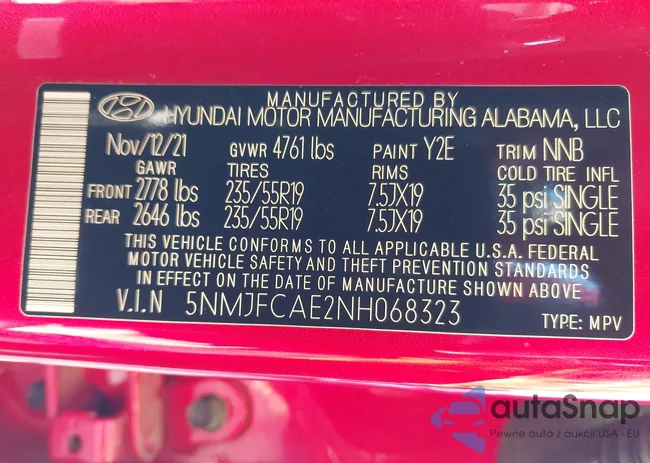 MANUFACTURED BY
HYUNDAI MOTOR MANUFACTURING ALABAMA, LLC
Nov/12/21 GVWR 4761 lbs PAINT Y2E TRIM NNB
GAWR TIRES RIMS COLD TIRE INFL
FRONT 2778 lbs 235/55R19 7.5JX19 35 psi SINGLE
REAR 2646 lbs 235/55R19 7.5JX19 35 psi SINGLE
THIS VEHICLE CONFORMS TO ALL APPLICABLE U.S.A. FEDERAL
MOTOR VEHICLE SAFETY AND THEFT PREVENTION STANDARDS
IN EFFECT ON THE DATE OF MANUFACTURE SHOWN ABOVE
V.I.N 5NMJFCAE2NH068323 TYPE: MPV
autaSnap
Pewne auta z aukcji USA i EU